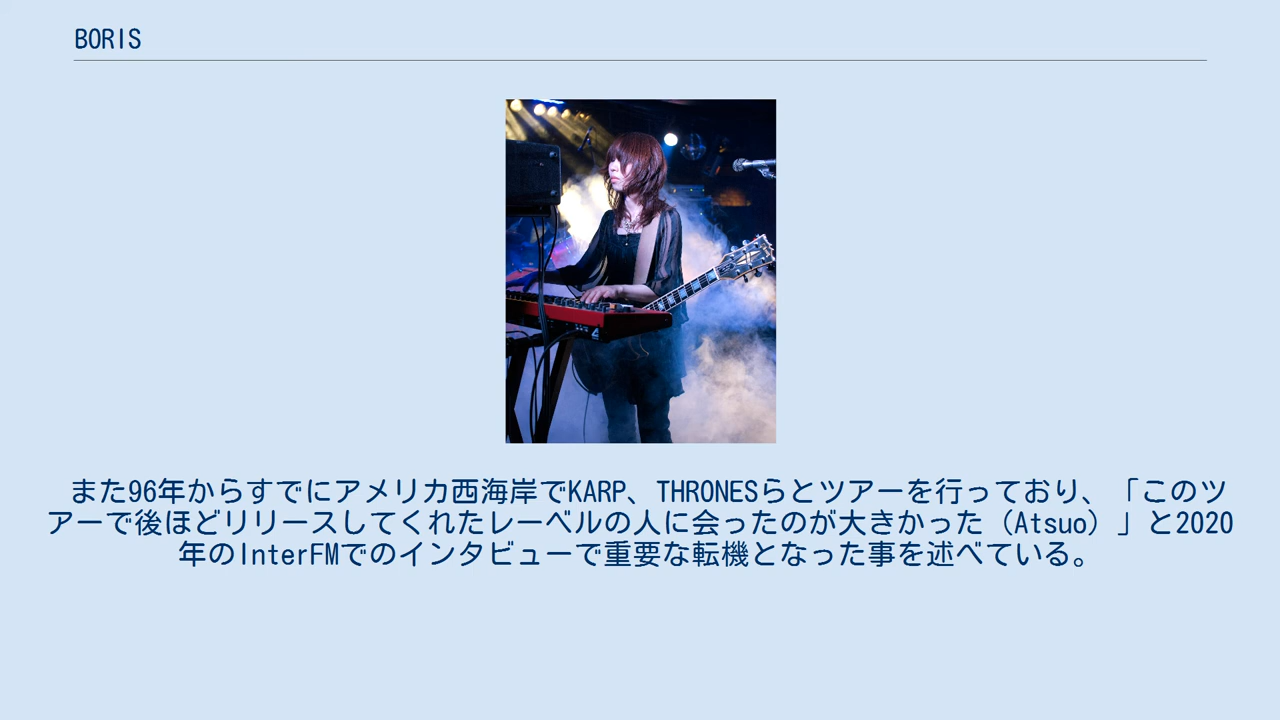 BORIS
また96年からすでにアメリカ西海岸でKARP、THRONESらとツアーを行っており、「このツ
アーで後ほどリリースしてくれたレーベルの人に会ったのが大きかった（Atsuo）」と2020
年のInterFMでのインタビューで重要な転機となった事を述べている。